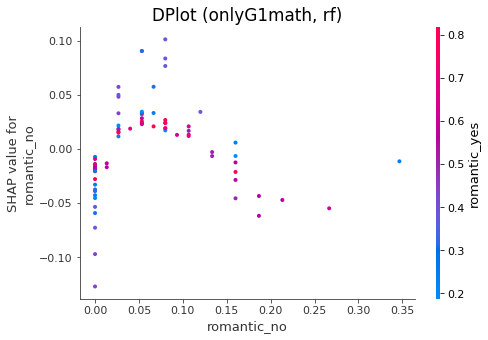 DPlot (onlyG1math, rf)
0.10
0.05
0.00
−0.05
−0.10
SHAP value for
romantic_no
0.00 0.05 0.10 0.15 0.20 0.25 0.30 0.35
romantic_no
0.8
0.7
0.6
0.5
0.4
0.3
0.2
romantic_yes